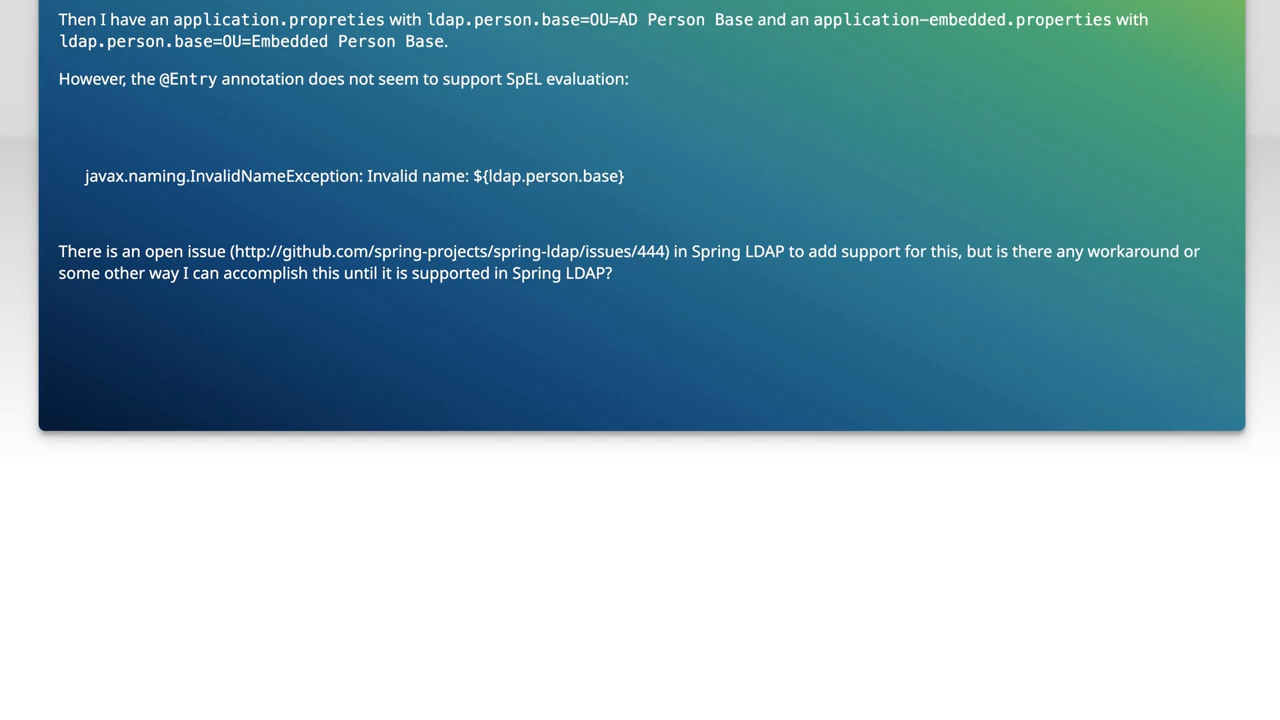 Then I have an application.propreties with ldap.person.base=OU=AD Person Base and an application-embedded.properties with
ldap.person.base=OU=Embedded Person Base.
However, the @Entry annotation does not seem to support SpEL evaluation:
javax.naming.InvalidNameException: Invalid name: ${ldap.person.base}
There is an open issue (http://github.com/spring-projects/spring-ldap/issues/444) in Spring LDAP to add support for this, but is there any workaround or
some other way I can accomplish this until it is supported in Spring LDAP?